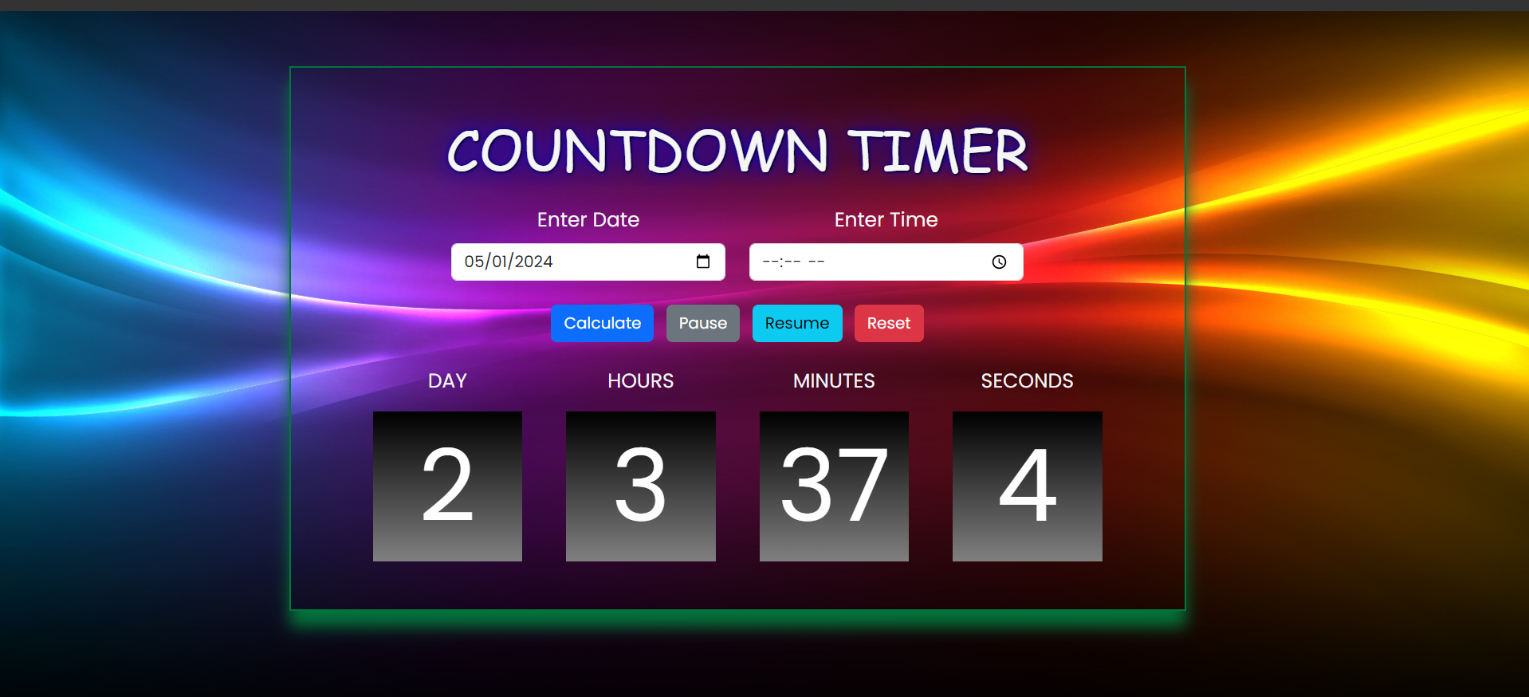 COUNTDOWN TIMER
Enter Date Enter Time
05/01/2024 --:-- --
Calculate Pause Resume Reset
DAY HOURS MINUTES SECONDS
2 3 37 4